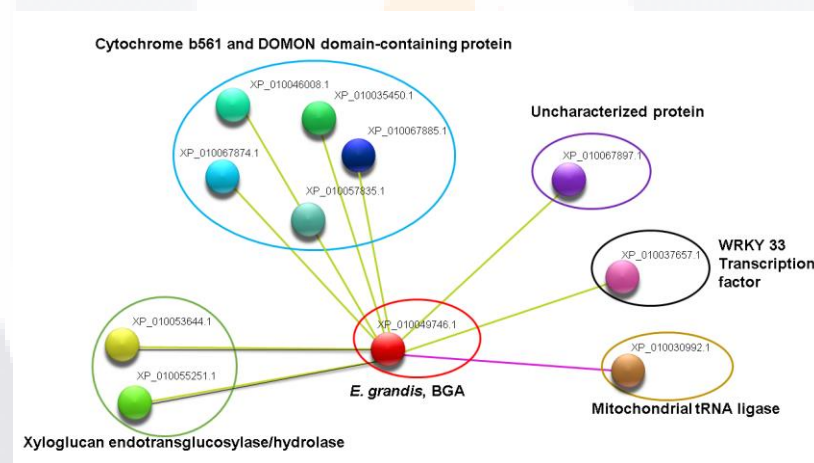 Cytochrome b561 and DOMON domain-containing protein
XP_010046008.1
XP_010035450.1
XP_010067885.1
XP_010067874.1
XP_010057835.1
Uncharacterized protein
XP_010067897.1
WRKY 33
Transcription
factor
XP_010037657.1
XP_010053644.1
XP_010049746.1
XP_010030992.1
XP_010055251.1
E. grandis, BGA
Mitochondrial tRNA ligase
Xyloglucan endotransglucosylase/hydrolase